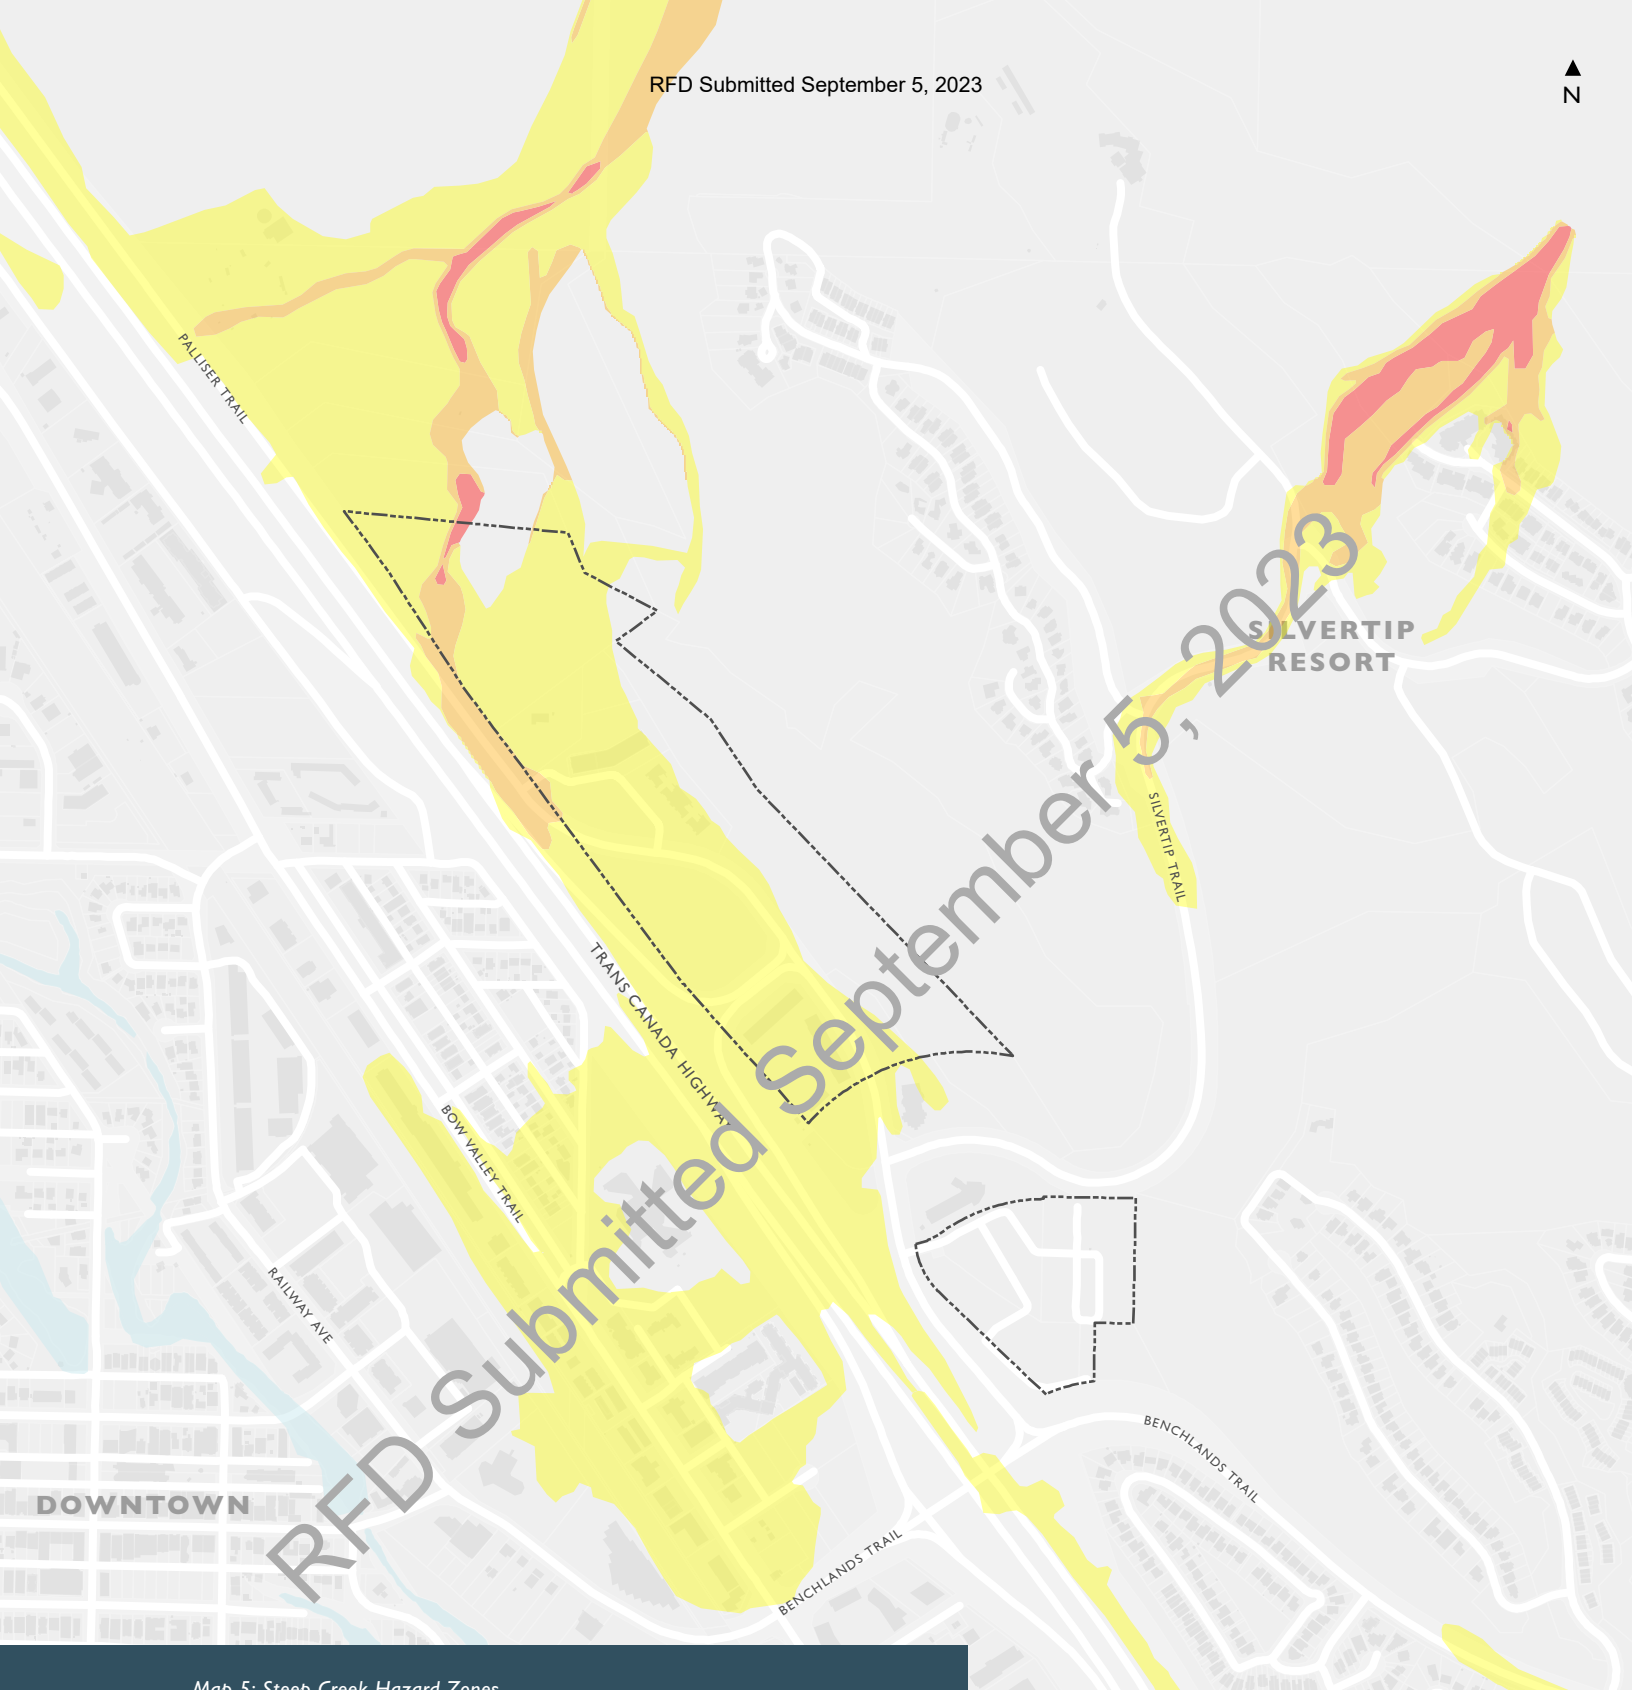 RFD Submitted September 5, 2023
N
PALLISER TRAIL
SILVERTIP
RESORT
SILVERTIP TRAIL
TRANS CANADA HIGHWAY
BOW VALLEY TRAIL
RAILWAY AVE
BENCHLANDS TRAIL
DOWNTOWN
BENCHLANDS TRAIL
RFD Submitted September 5, 2023
Map 5: Steep Creek Hazard Zones